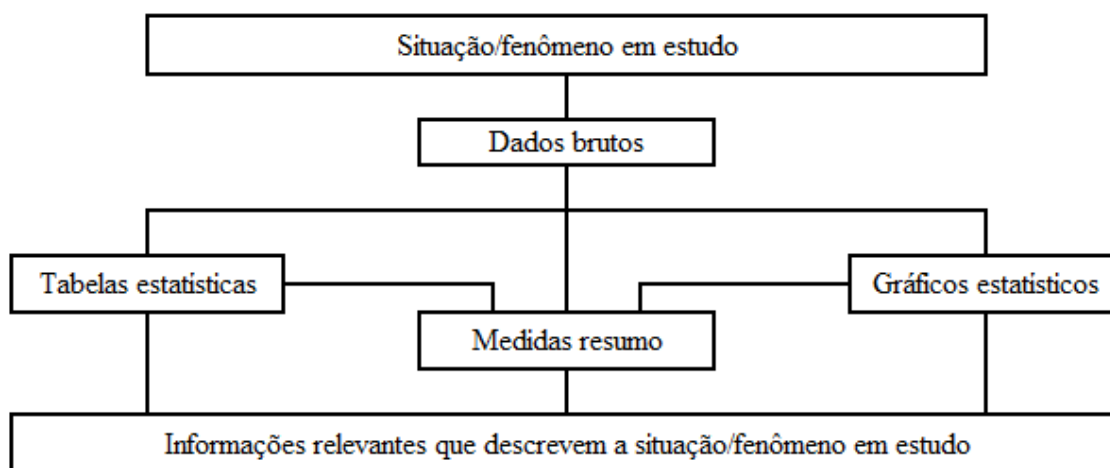 Situação/fenômeno em estudo
Dados brutos
Tabelas estatísticas
Gráficos estatísticos
Medidas resumo
Informações relevantes que descrevem a situação/fenômeno em estudo